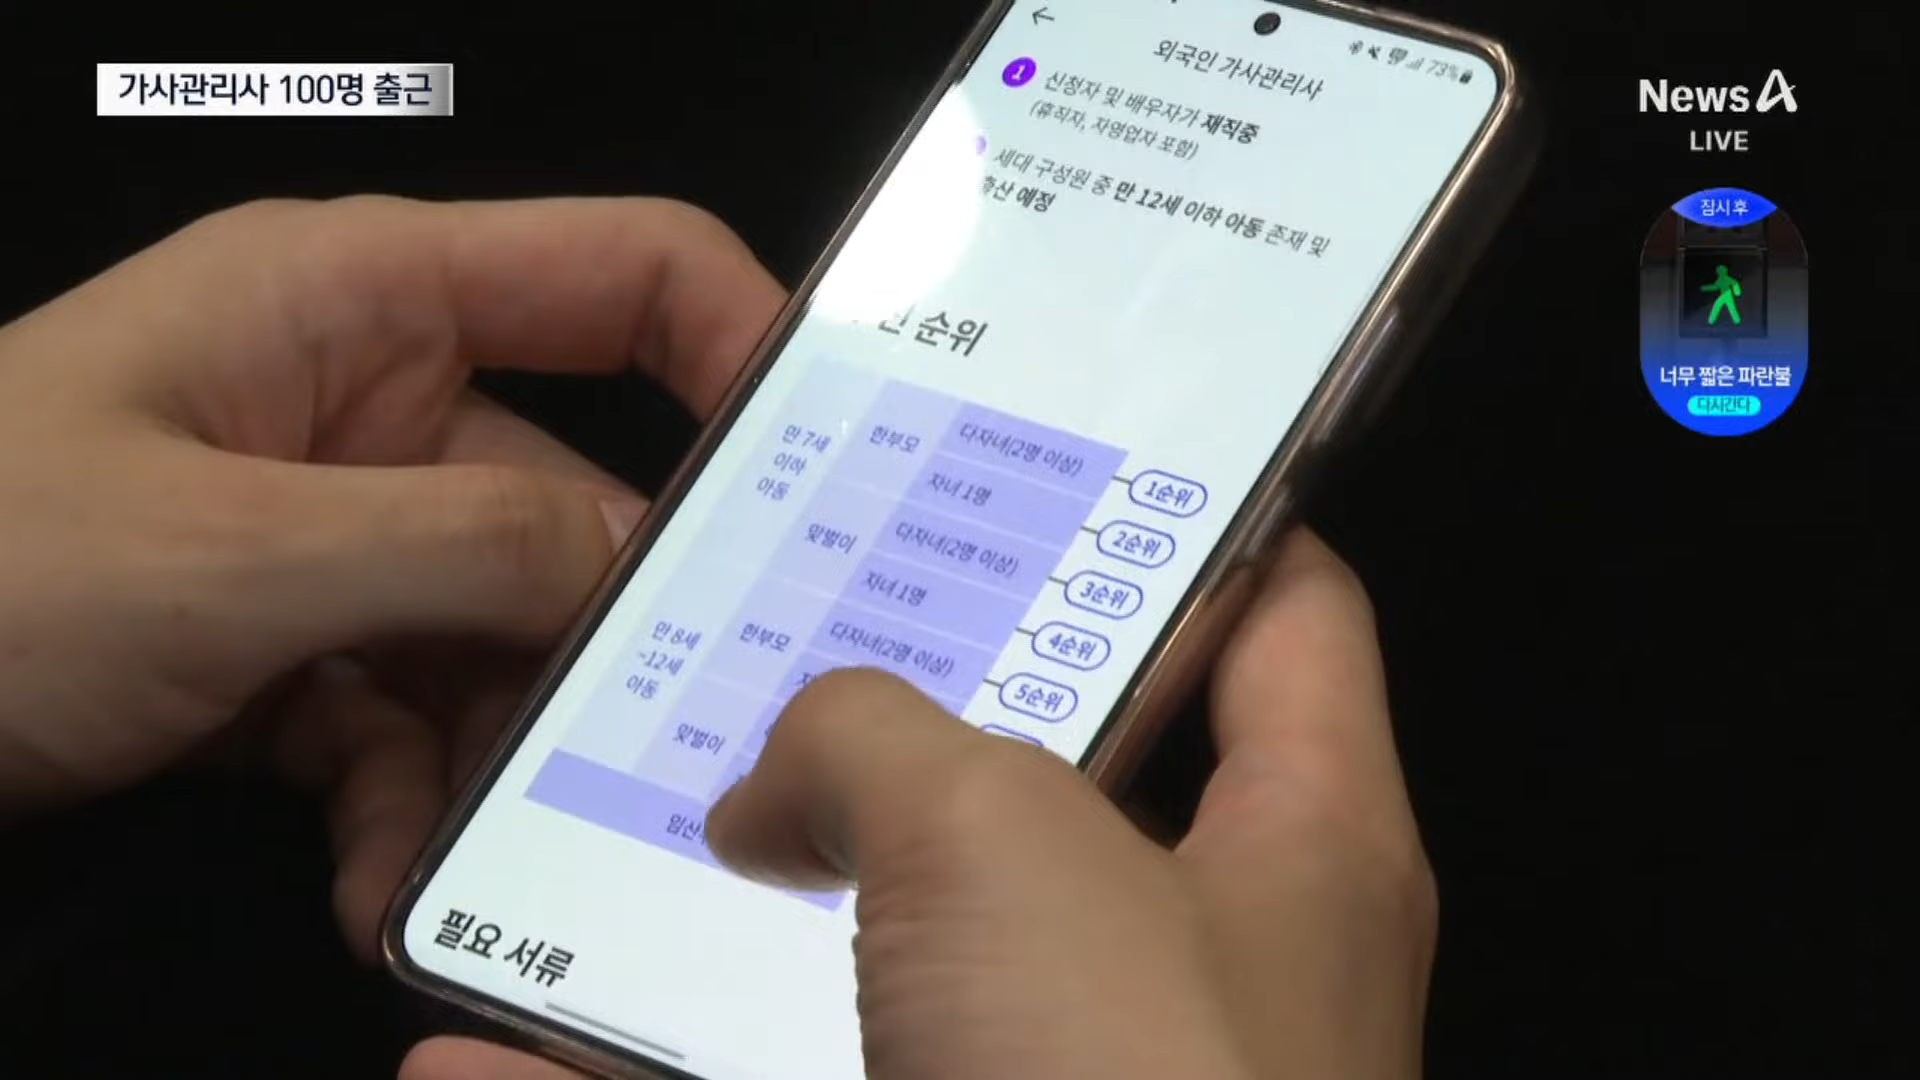 가사관리사 100명 출근
News A
LIVE
잠시 후
너무 짧은 파란불
다시간다
73%
외국인 가사관리사
1 신청자 및 배우자가 재직중
(휴직자, 자영업자 포함)
세대 구성원 중 만 12세 이하 아동 존재 및
예정
순위
만 7세
이하
아동
한부모
다자녀(2명 이상)
1순위
자녀 1명
2순위
맞벌이
다자녀(2명 이상)
3순위
자녀 1명
4순위
만 8세
~12세
아동
한부모
다자녀(2명 이상)
5순위
맞벌이
필요 서류